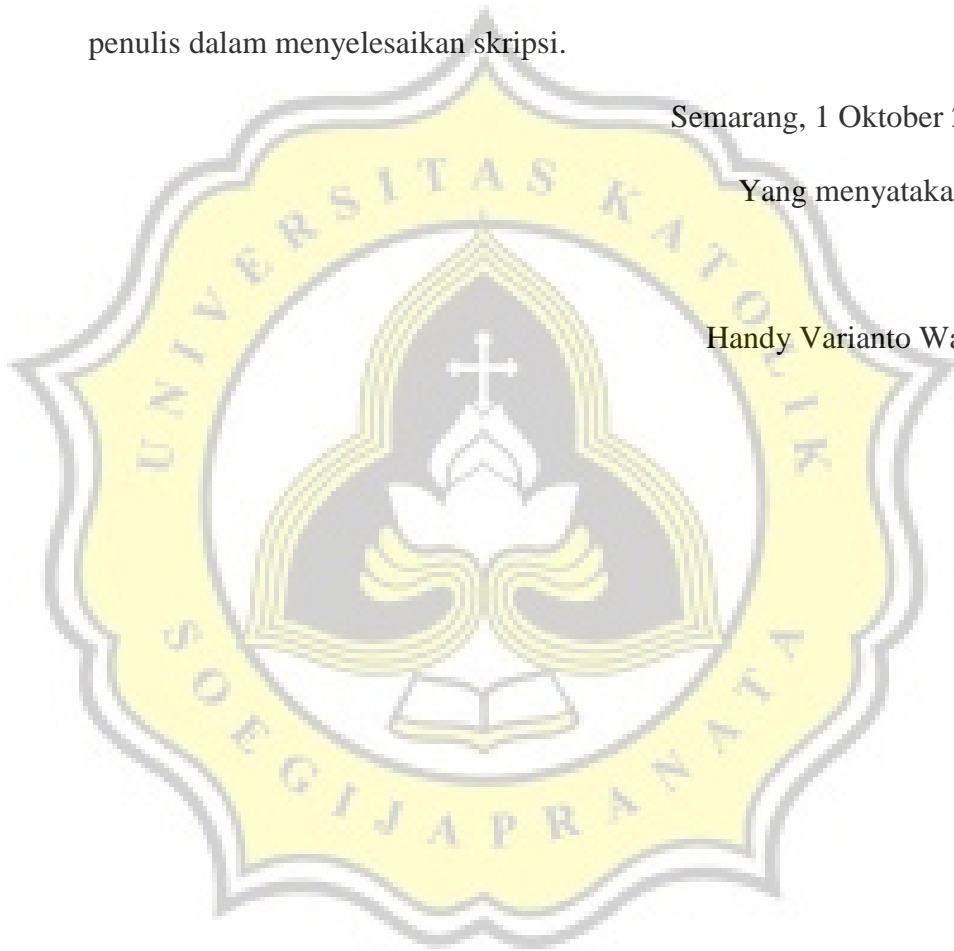 penulis dalam menyelesaikan skripsi.
Semarang, 1 Oktober
Yang menyataka
Handy Varianto Wa
UNIVERSITAS KATOLIK
SOEGIJAPRANATA